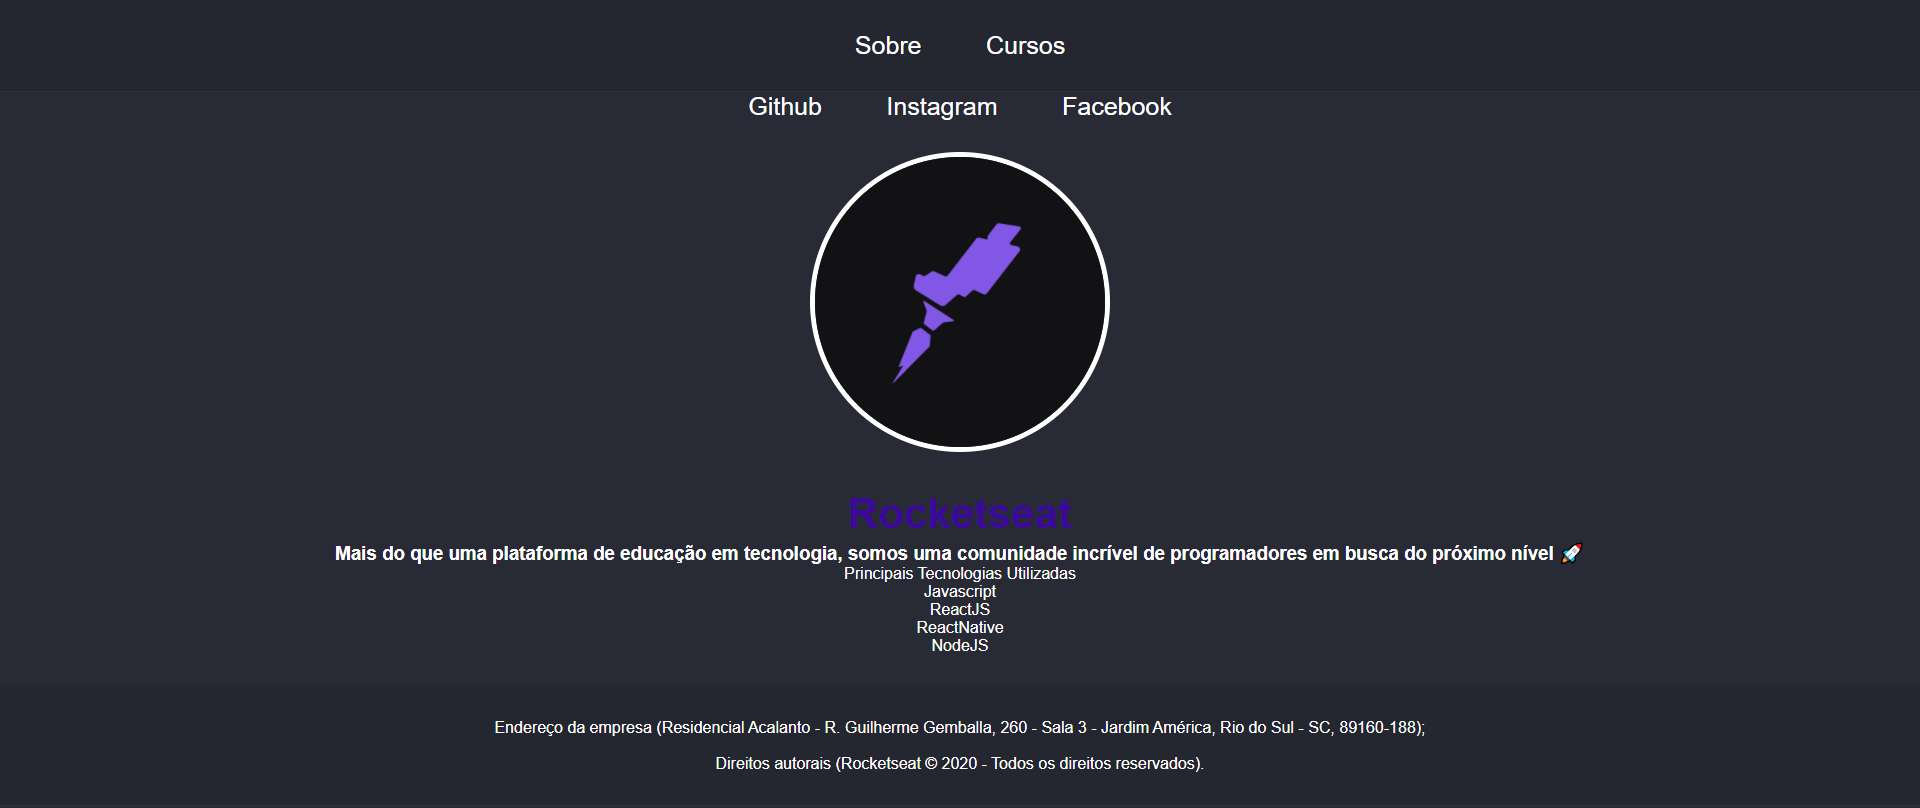 Sobre Cursos
Github Instagram Facebook
Rocketseat
Mais do que uma plataforma de educação em tecnologia, somos uma comunidade incrível de programadores em busca do próximo nível 🚀
Principais Tecnologias Utilizadas
Javascript
ReactJS
ReactNative
NodeJS
Endereço da empresa (Residencial Acalanto - R. Guilherme Gemballa, 260 - Sala 3 - Jardim América, Rio do Sul - SC, 89160-188);
Direitos autorais (Rocketseat © 2020 - Todos os direitos reservados).